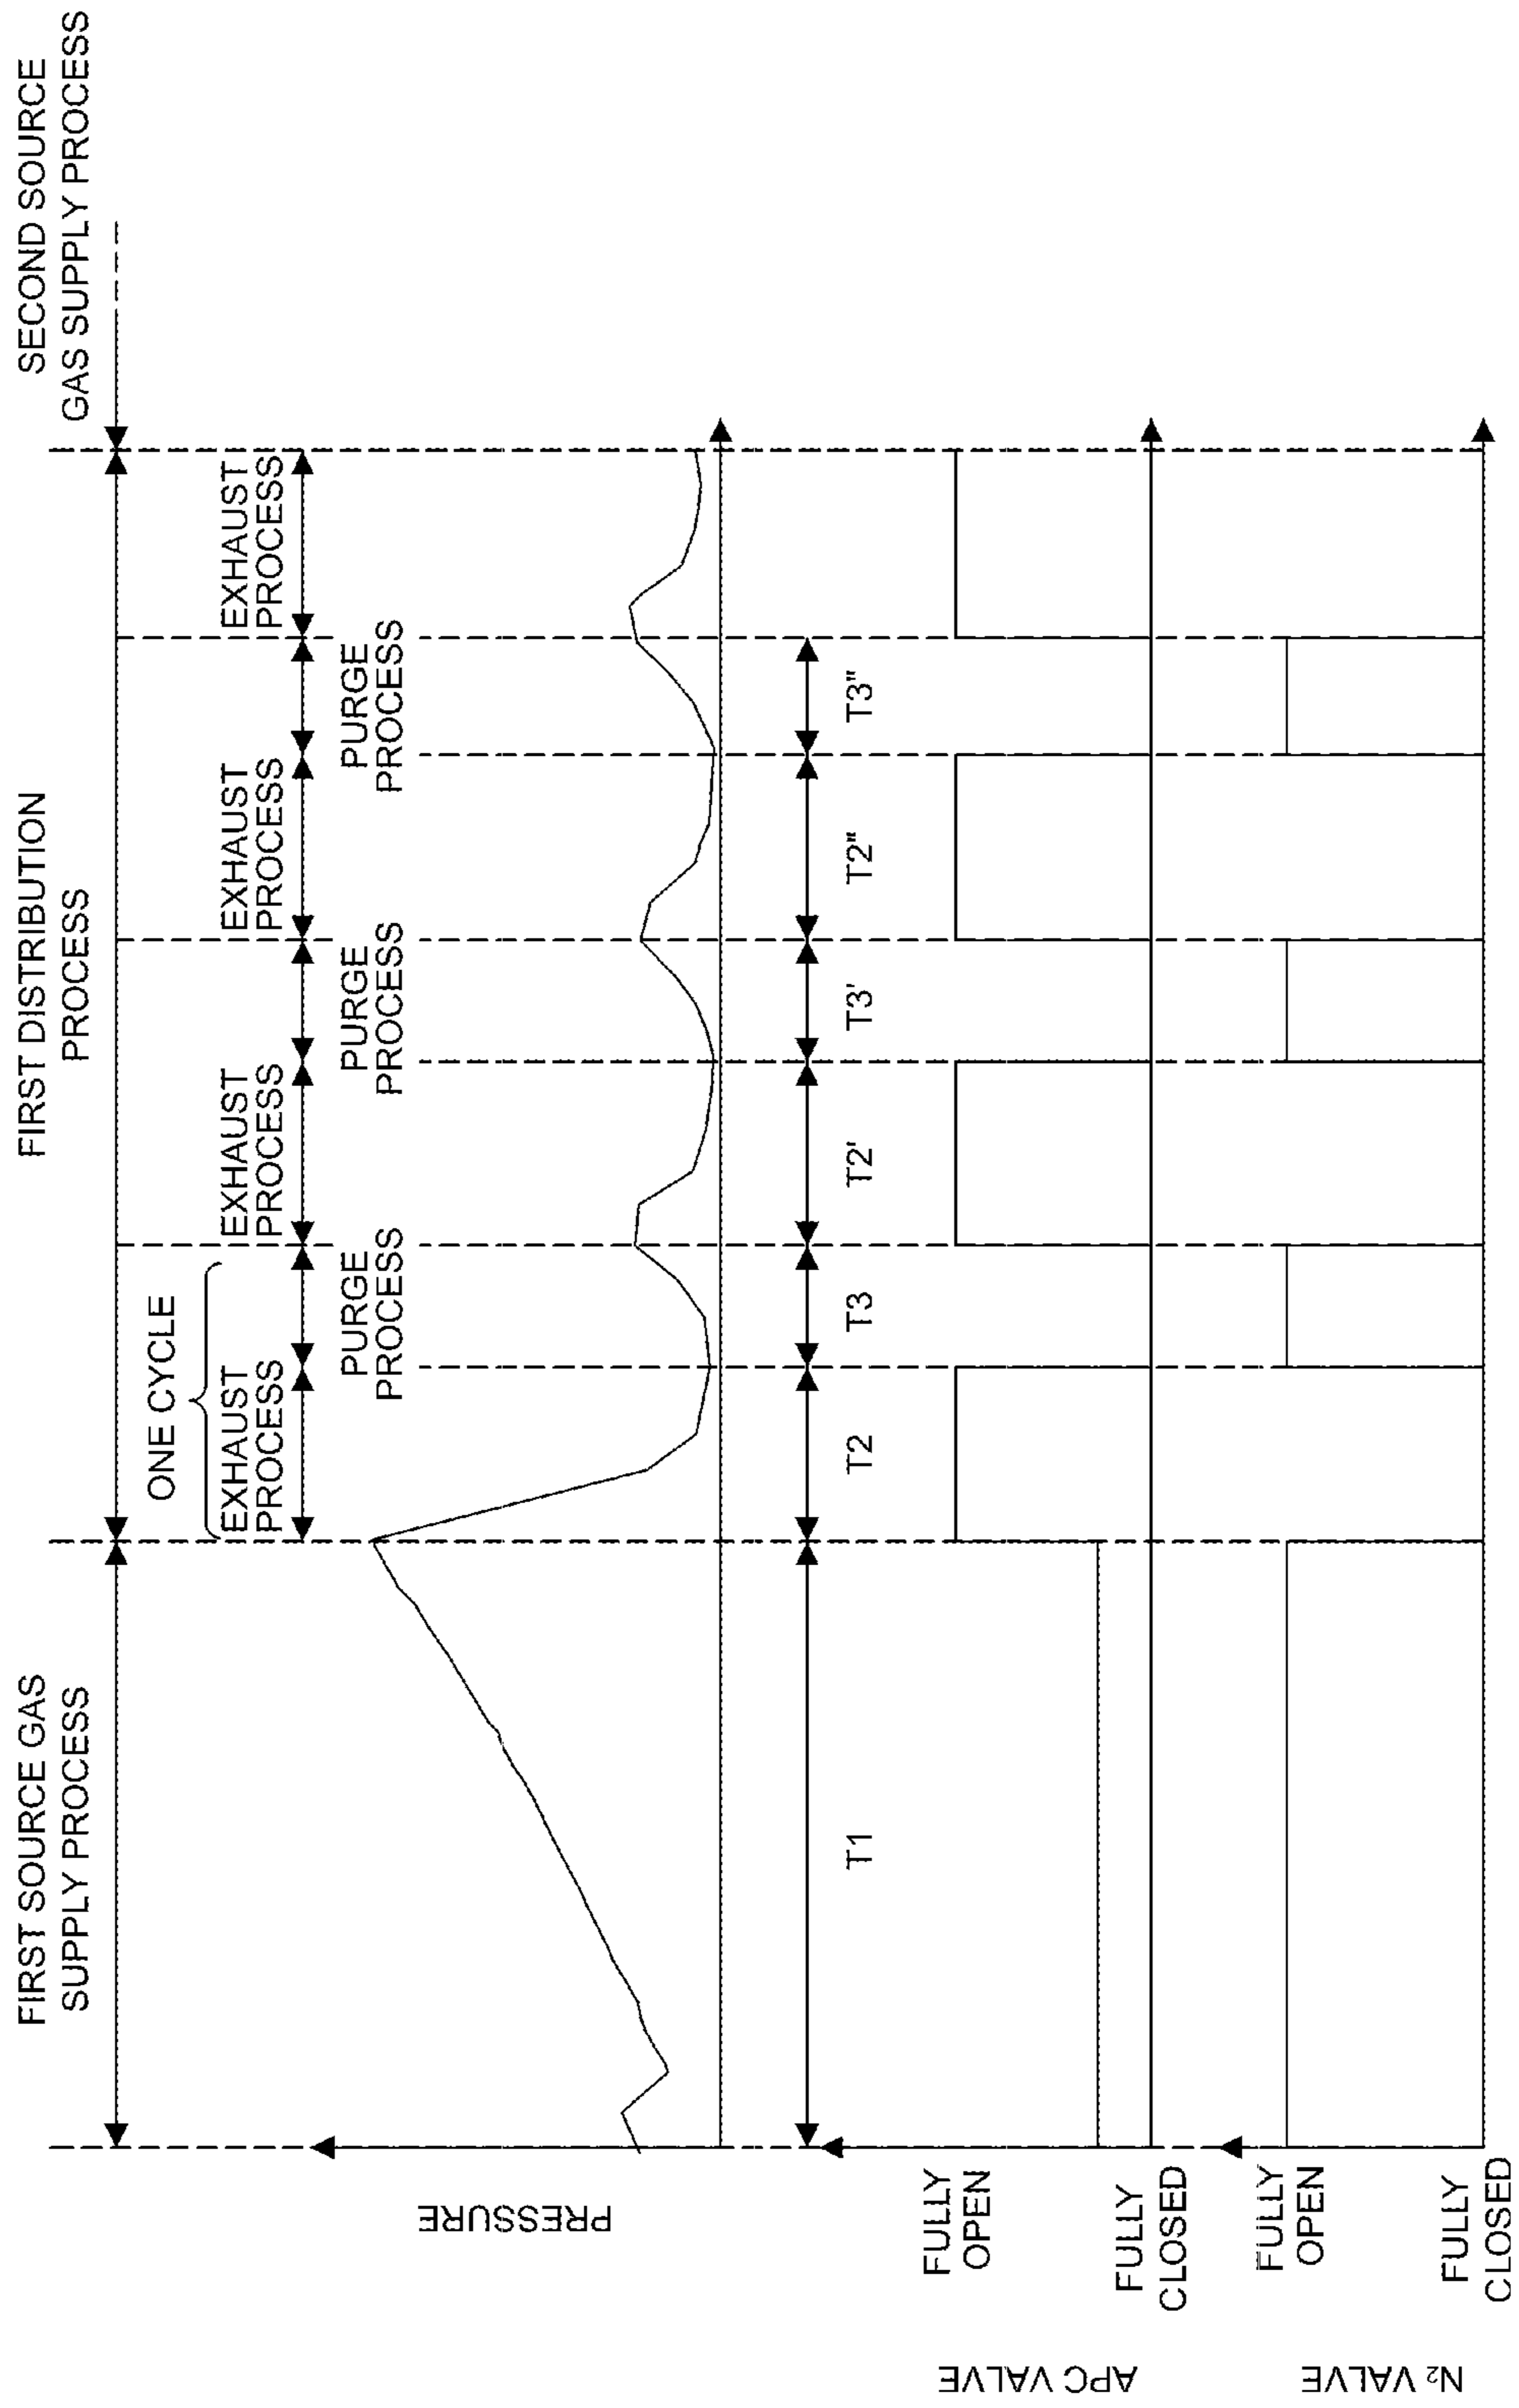 FIRST SOURCE GAS
SUPPLY PROCESS
FIRST DISTRIBUTION
PROCESS
SECOND SOURCE
GAS SUPPLY PROCESS
ONE CYCLE
EXHAUST
PROCESS
EXHAUST
PROCESS
EXHAUST
PROCESS
EXHAUST
PROCESS
PURGE
PROCESS
PURGE
PROCESS
PURGE
PROCESS
PRESSURE
T1
T2
T3
T2'
T3'
T2"
T3"
APC VALVE
FULLY
OPEN
FULLY
CLOSED
N₂ VALVE
FULLY
OPEN
FULLY
CLOSED